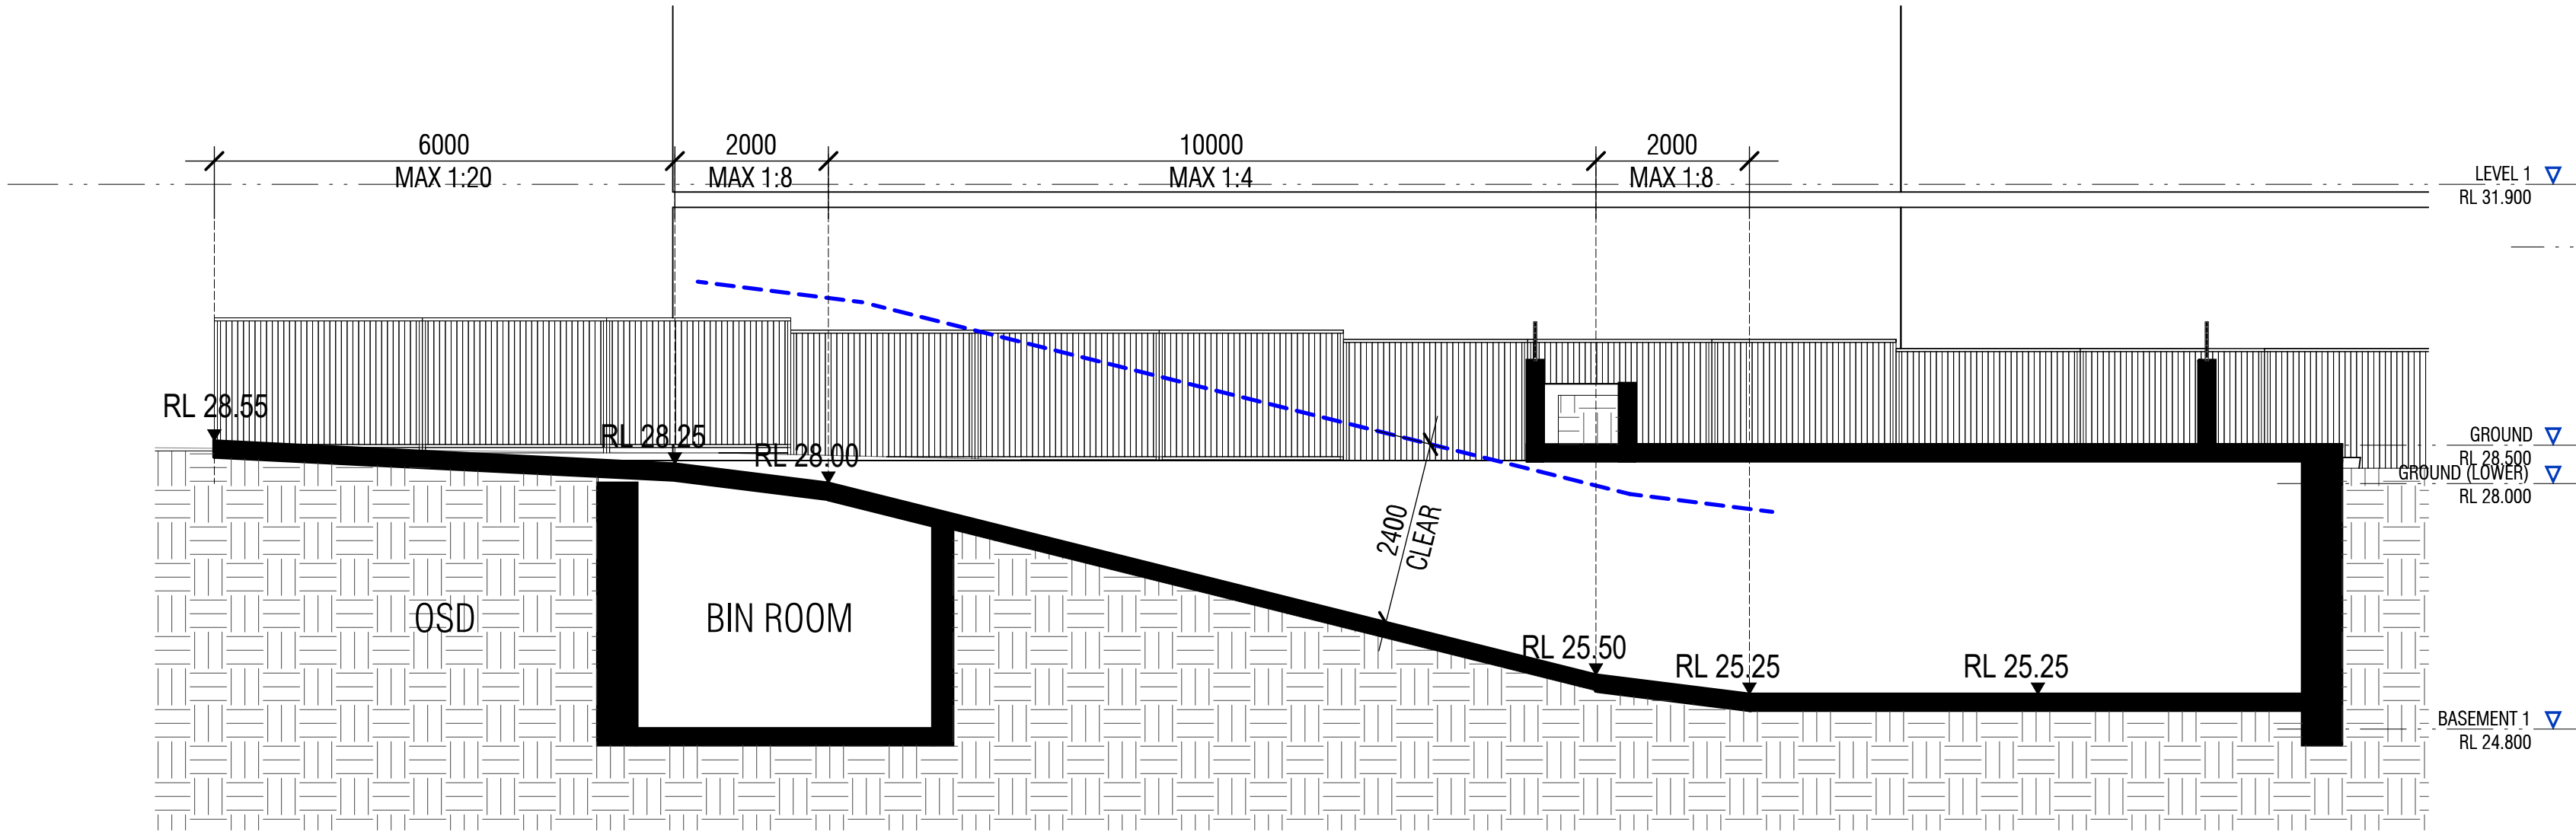 6000
MAX 1:20
2000
MAX 1:8
10000
MAX 1:4
2000
MAX 1:8
LEVEL 1
RL 31.900
RL 28.55
RL 28.25
RL 28.00
GROUND
RL 28.500
GROUND (LOWER)
RL 28.000
2400
CLEAR
OSD
BIN ROOM
RL 25.50
RL 25.25
RL 25.25
BASEMENT 1
RL 24.800